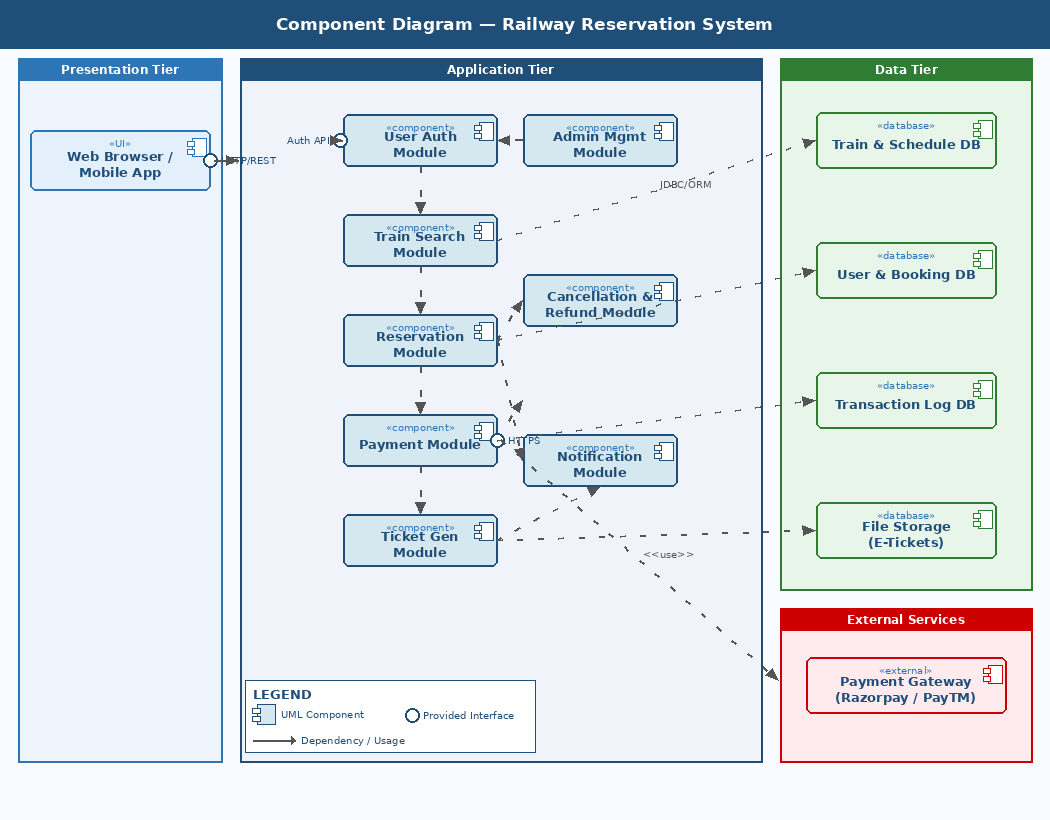 Component Diagram — Railway Reservation System
Presentation Tier
«UI»
Web Browser /
Mobile App
P/REST
Application Tier
Auth API
«component»
User Auth
Module
«component»
Admin Mgmt
Module
«component»
Train Search
Module
JDBC/ORM
«component»
Cancellation &
Refund Module
«component»
Reservation
Module
«component»
Payment Module
HTTPS
«component»
Notification
Module
«component»
Ticket Gen
Module
<<use>>
LEGEND
UML Component
Provided Interface
Dependency / Usage
Data Tier
«database»
Train & Schedule DB
«database»
User & Booking DB
«database»
Transaction Log DB
«database»
File Storage
(E-Tickets)
External Services
«external»
Payment Gateway
(Razorpay / PayTM)